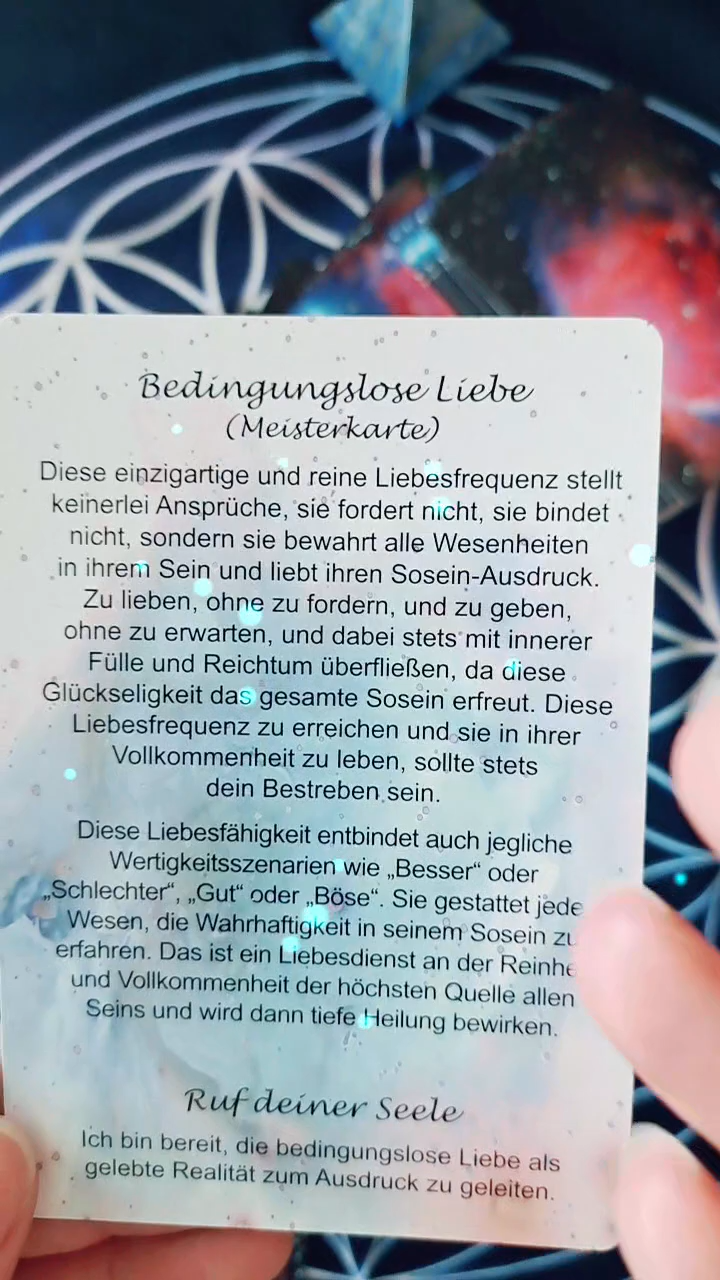 Bedingungslose Liebe
(Meisterkarte)
Diese einzigartige und reine Liebesfrequenz stellt
keinerlei Ansprüche, sie fordert nicht, sie bindet
nicht, sondern sie bewahrt alle Wesenheiten
in ihrem Sein und liebt ihren Sosein-Ausdruck.
Zu lieben, ohne zu fordern, und zu geben,
ohne zu erwarten, und dabei stets mit innerer
Fülle und Reichtum überfließen, da diese
Glückseligkeit das gesamte Sosein erfreut. Diese
Liebesfrequenz zu erreichen und sie in ihrer
Vollkommenheit zu leben, sollte stets
dein Bestreben sein.
Diese Liebesfähigkeit entbindet auch jegliche
Wertigkeitsszenarien wie „Besser“ oder
„Schlechter“, „Gut“ oder „Böse“. Sie gestattet jede
Wesen, die Wahrhaftigkeit in seinem Sosein zu
erfahren. Das ist ein Liebesdienst an der Reinhe
und Vollkommenheit der höchsten Quelle allen
Seins und wird dann tiefe Heilung bewirken.
Ruf deiner Seele
Ich bin bereit, die bedingungslose Liebe als
gelebte Realität zum Ausdruck zu geleiten.